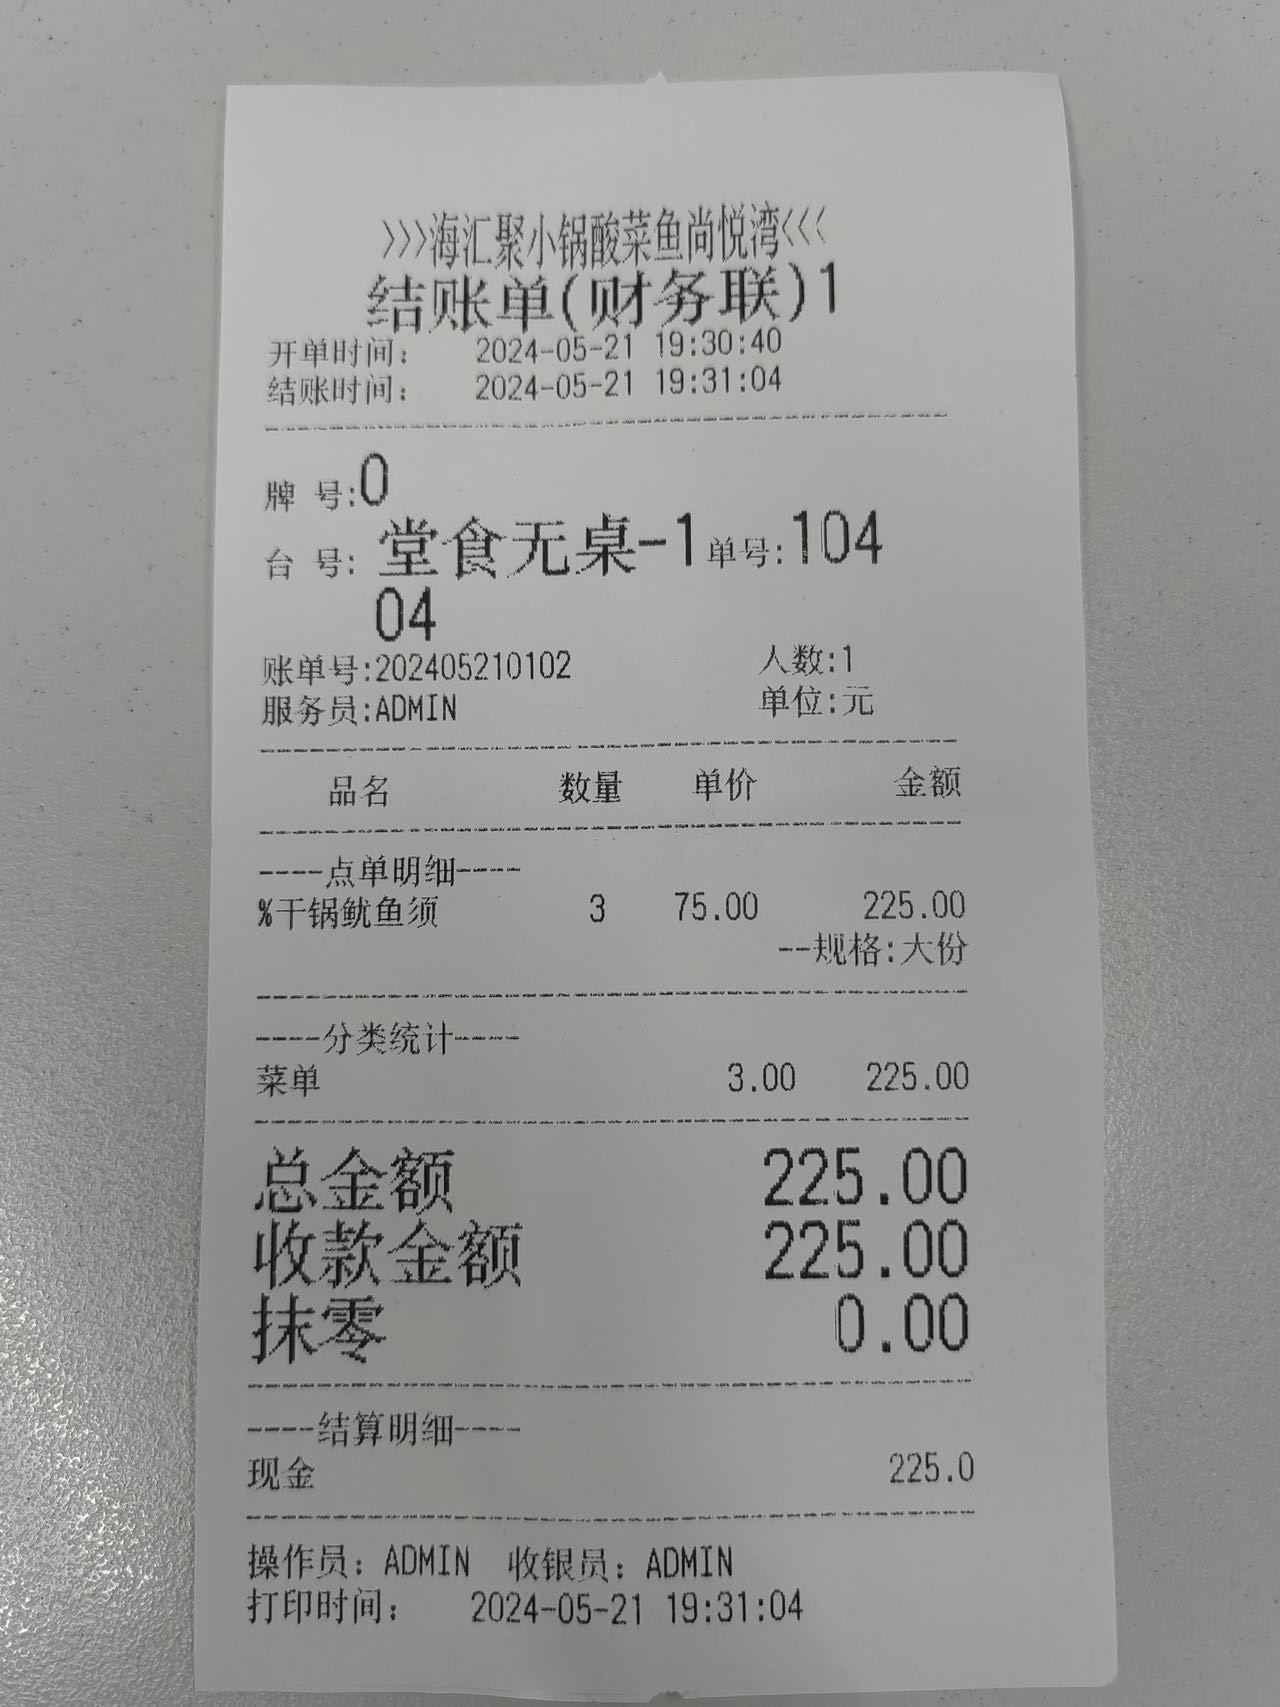 >>>海汇聚小锅酸菜鱼尚悦湾<<<
结账单(财务联)1
开单时间: 2024-05-21 19:30:40
结账时间: 2024-05-21 19:31:04
牌 号:0
台 号: 堂食无桌-1 单号:104
04
账单号:202405210102 人数:1
服务员:ADMIN 单位:元
品名 数量 单价 金额
----点单明细----
%干锅鱿鱼须 3 75.00 225.00
--规格:大份
----分类统计----
菜单 3.00 225.00
总金额 225.00
收款金额 225.00
抹零 0.00
----结算明细----
现金 225.0
操作员: ADMIN 收银员: ADMIN
打印时间: 2024-05-21 19:31:04